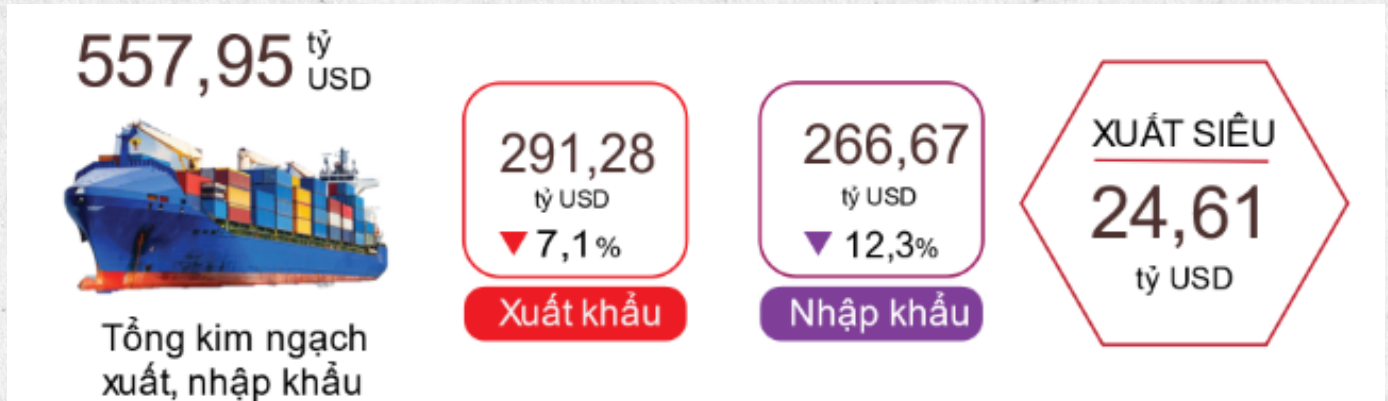 557,95 tỷ
USD
Tổng kim ngạch
xuất, nhập khẩu
291,28
tỷ USD
▼ 7,1%
Xuất khẩu
266,67
tỷ USD
▼ 12,3%
Nhập khẩu
XUẤT SIÊU
24,61
tỷ USD